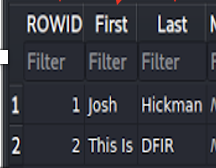 ROWID First Last
Filter Filter Filter
1 1 Josh Hickman
2 2 This Is DFIR